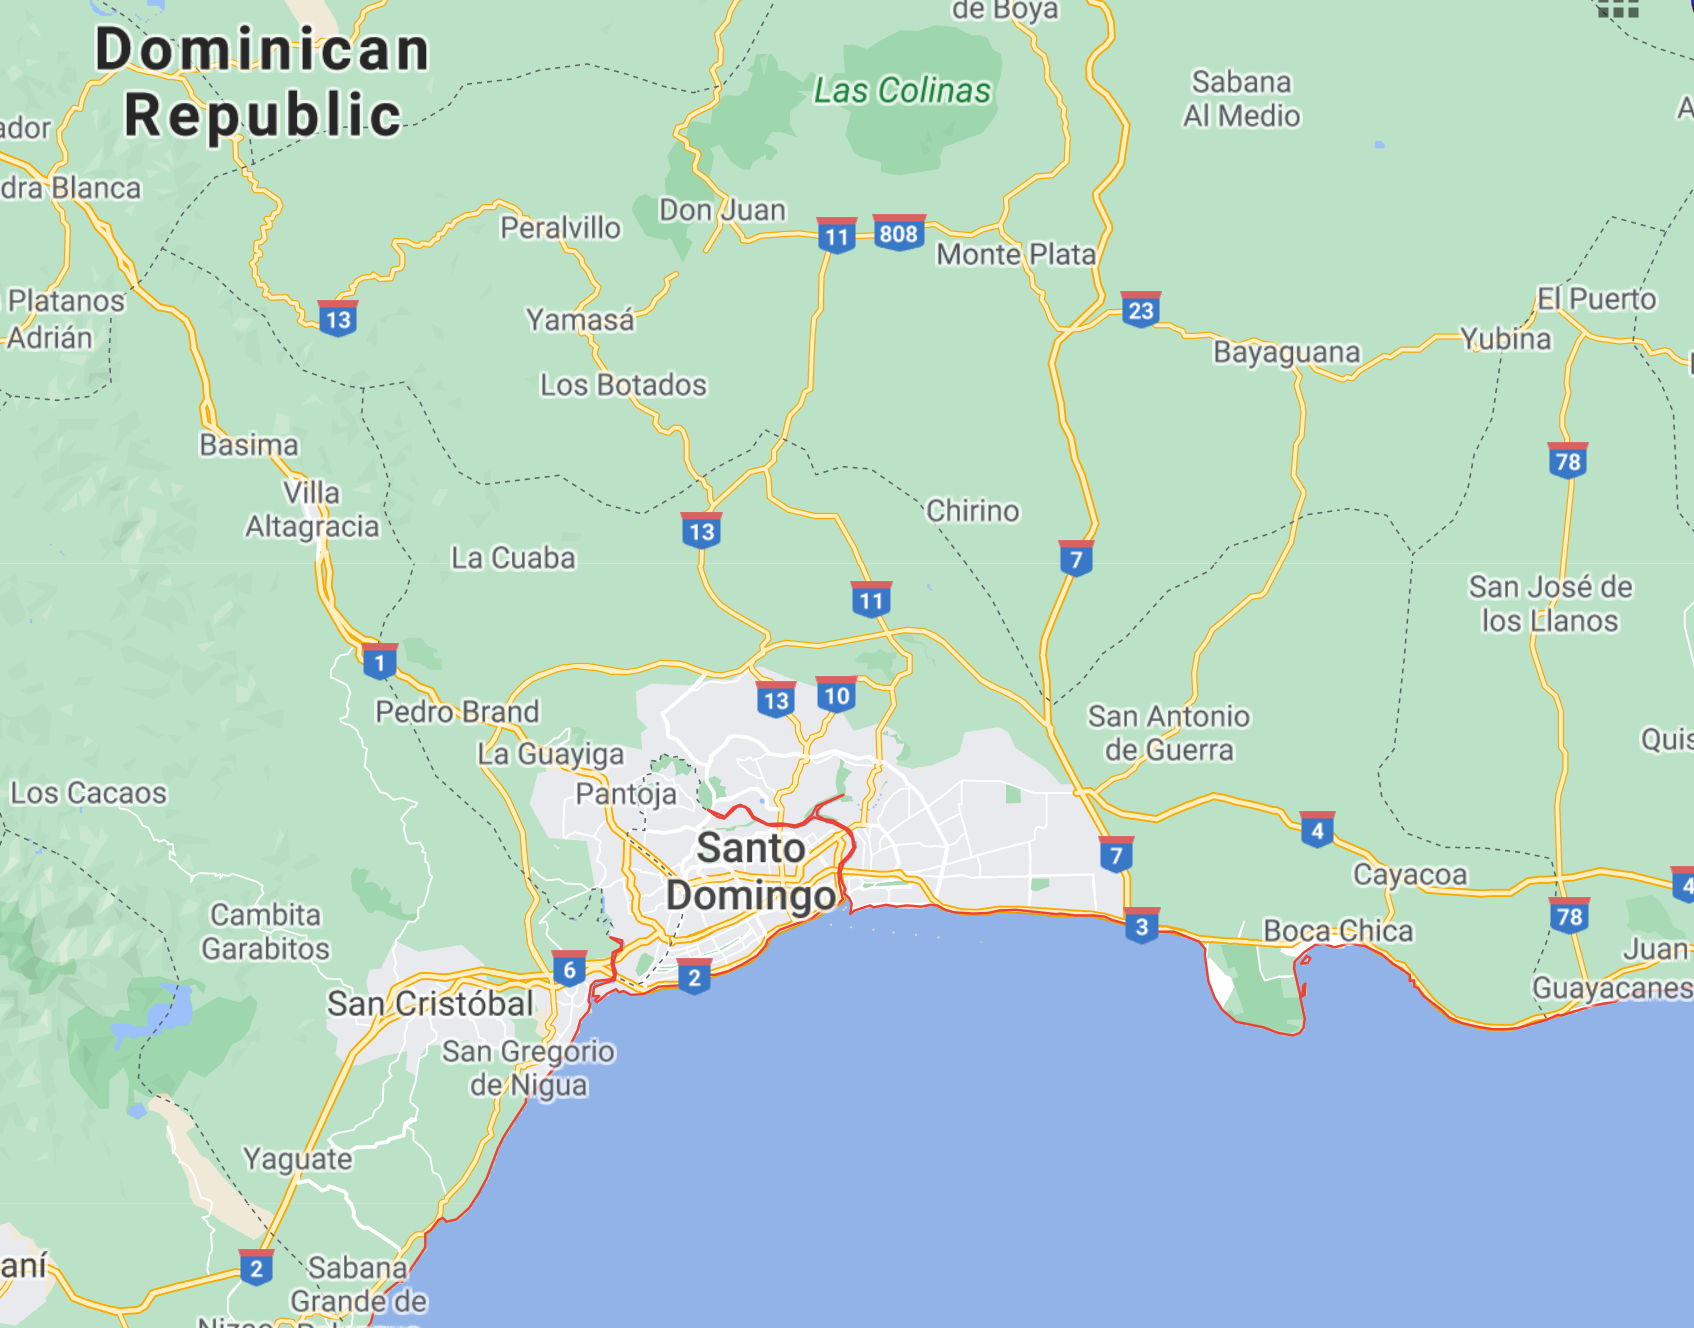 de Boya
Dominican
Republic
Las Colinas
Sabana
Al Medio
A
ador
dra Blanca
Don Juan
Peralvillo
11
808
Monte Plata
Platanos
Adrián
13
Yamasá
23
El Puerto
Yubina
Bayaguana
Los Botados
Basima
78
Villa
Altagracia
Chirino
13
La Cuaba
7
11
San José de
los Llanos
1
13
10
Pedro Brand
San Antonio
de Guerra
La Guayiga
Quis
Los Cacaos
Pantoja
Santo
Domingo
4
7
Cayacoa
4
Cambita
Garabitos
3
78
Boca Chica
Juan
6
2
Guayacanes
San Cristóbal
San Gregorio
de Nigua
Yaguate
aní
2
Sabana
Grande de